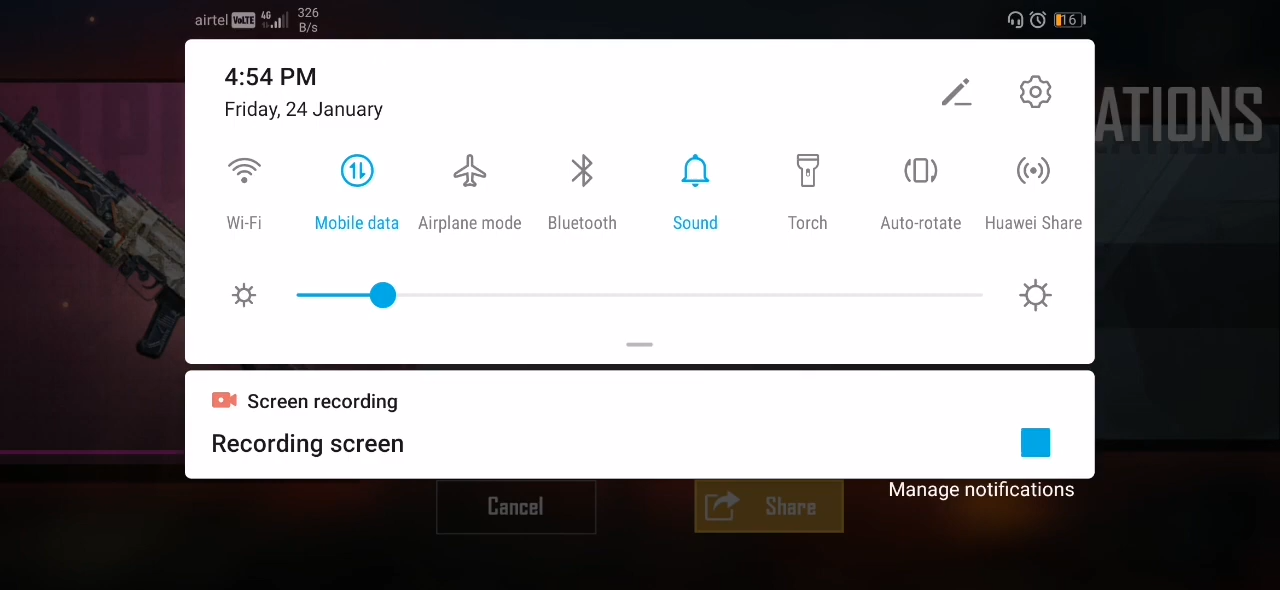 airtel VoLTE 4G 326 B/s 16
4:54 PM
Friday, 24 January
Wi-Fi Mobile data Airplane mode Bluetooth Sound Torch Auto-rotate Huawei Share
Screen recording
Recording screen
Manage notifications
Cancel Share
ATIONS